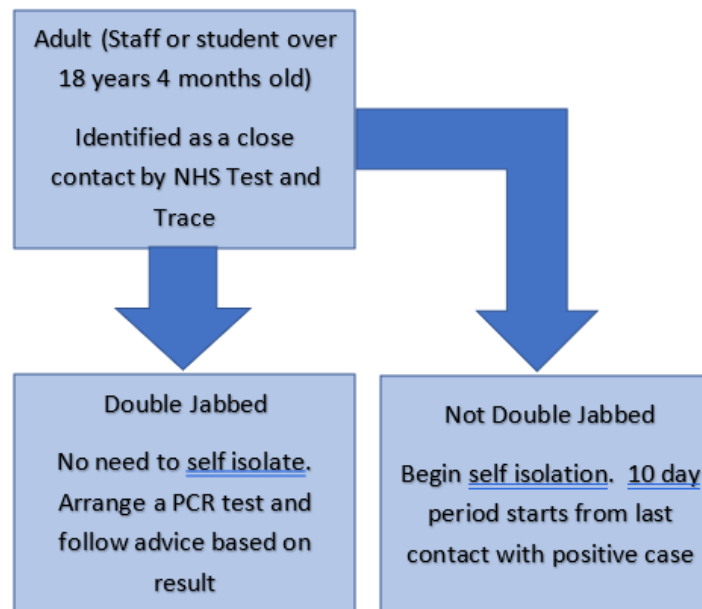 Adult (Staff or student over
18 years 4 months old)
Identified as a close
contact by NHS Test and
Trace
Double Jabbed
No need to self isolate.
Arrange a PCR test and
follow advice based on
result
Not Double Jabbed
Begin self isolation.  10 day
period starts from last
contact with positive case